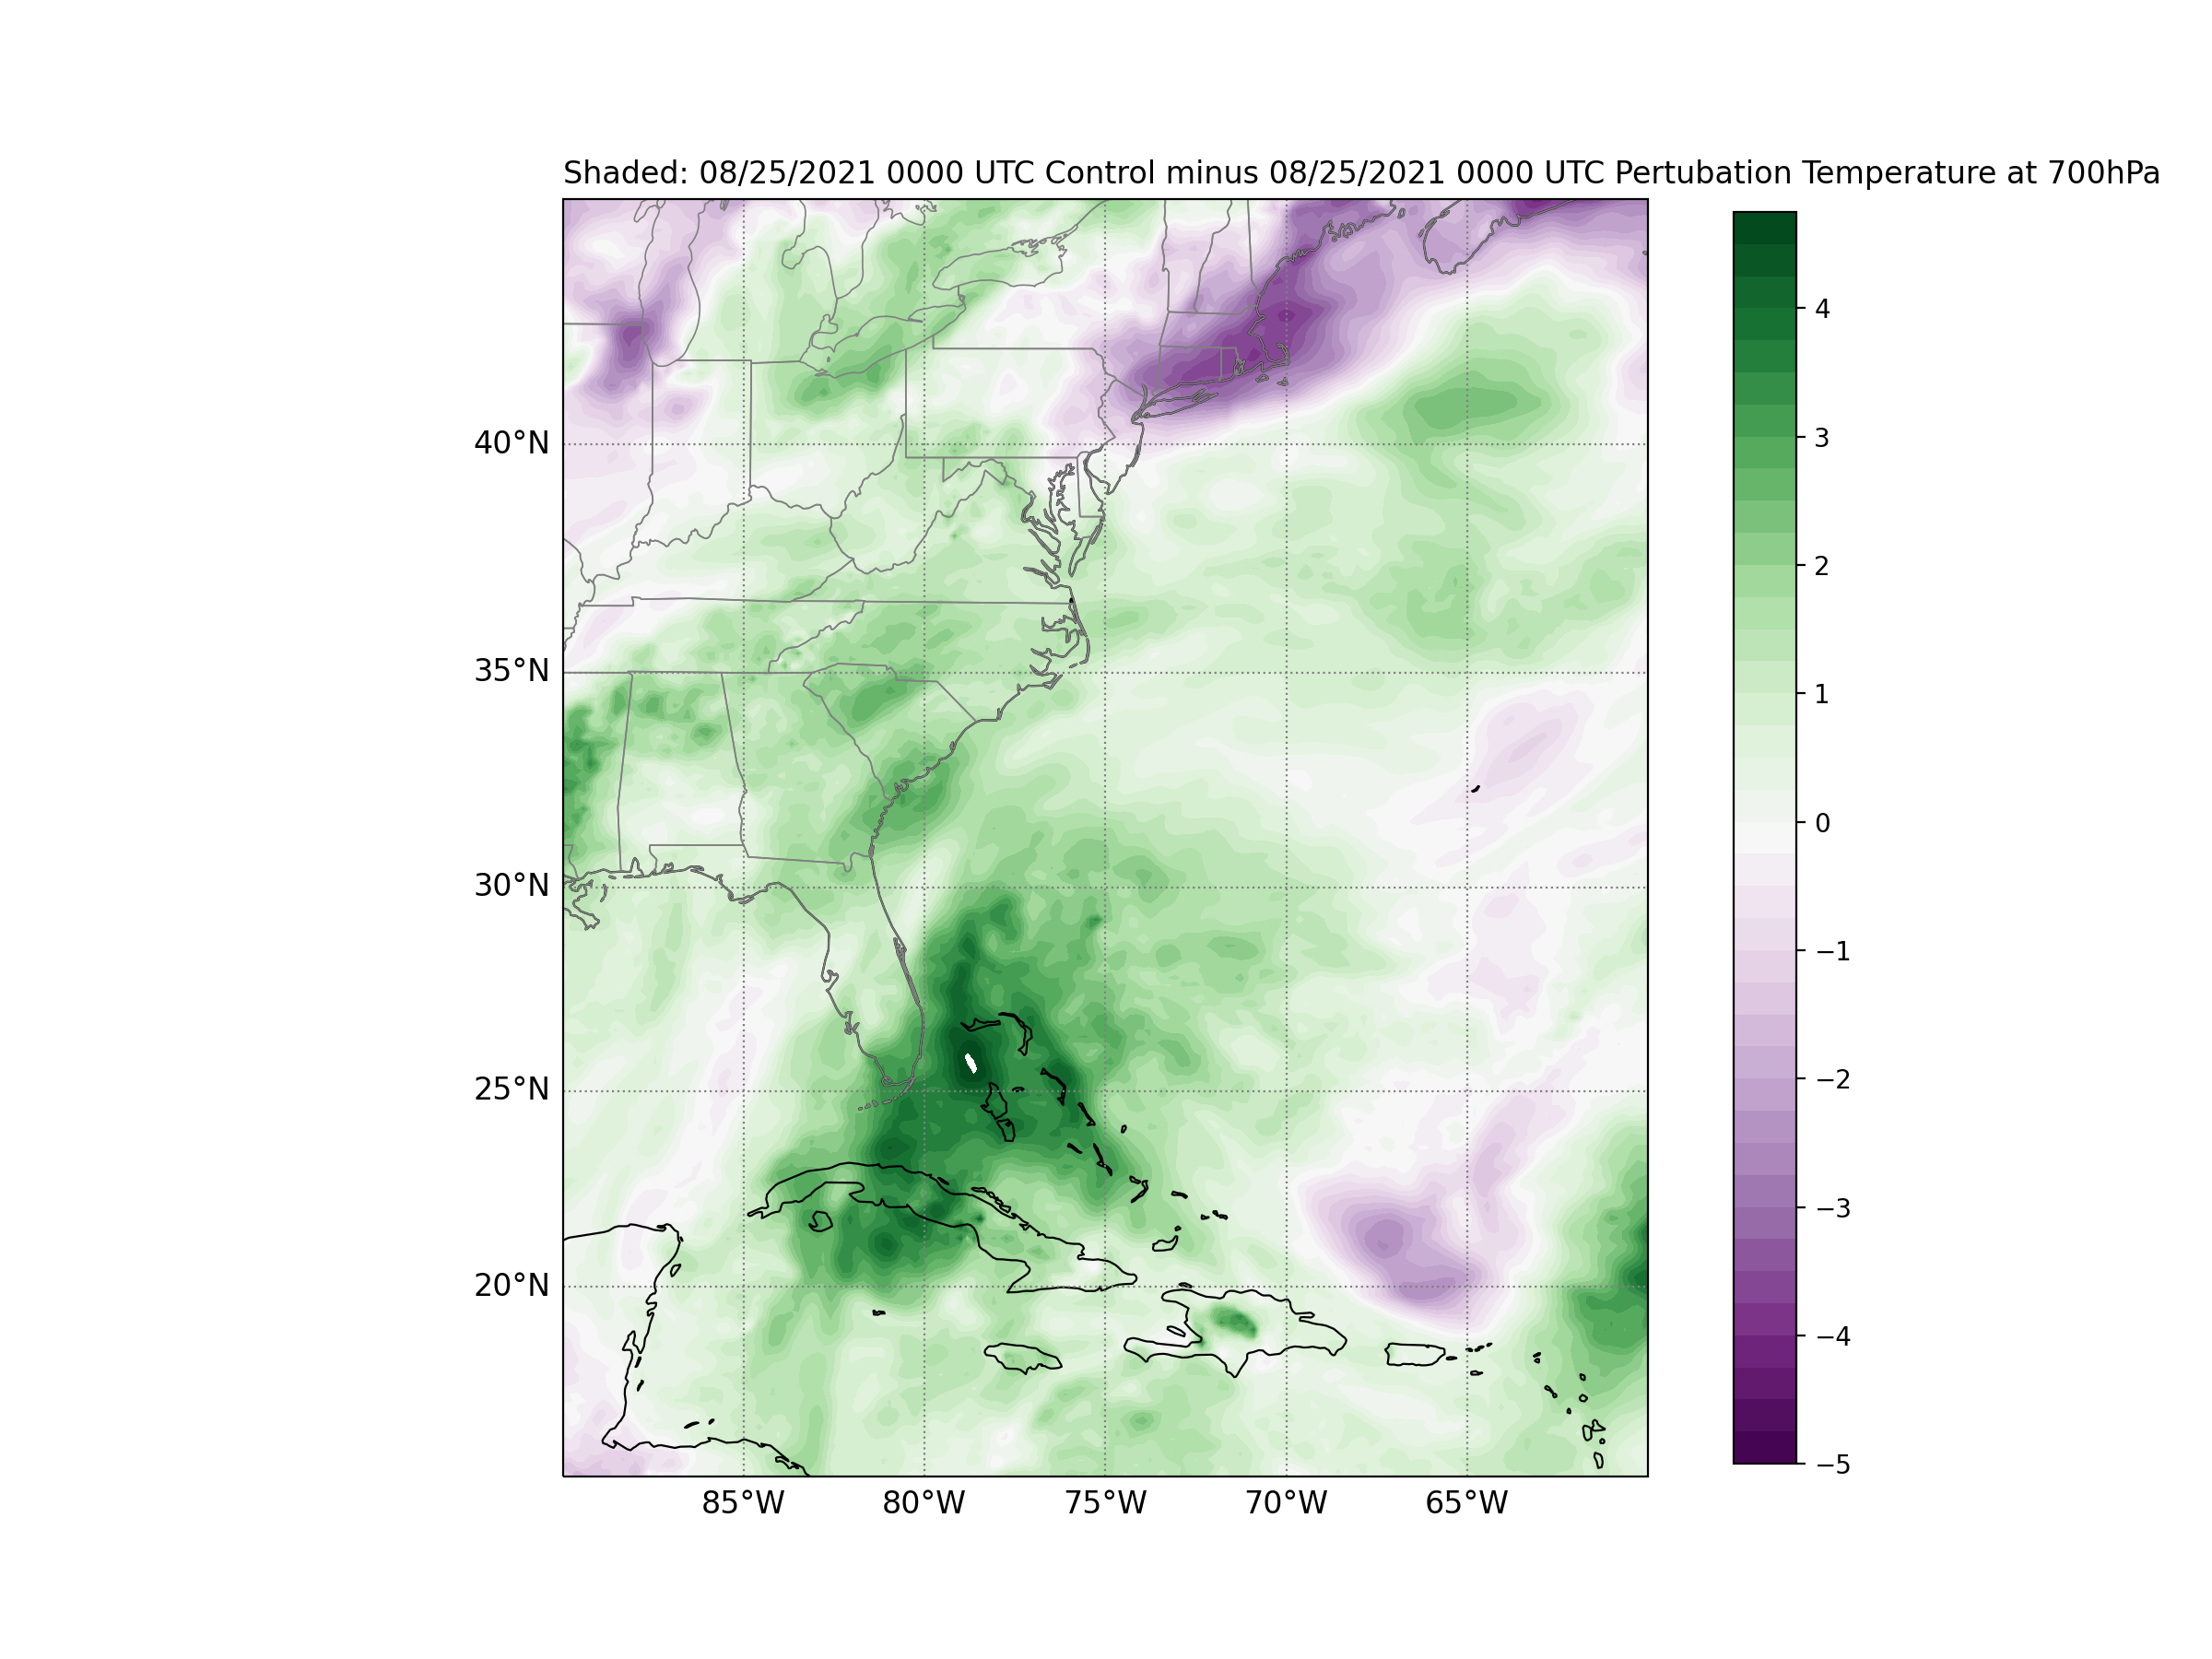 Shaded: 08/25/2021 0000 UTC Control minus 08/25/2021 0000 UTC Pertubation Temperature at 700hPa
4
40°N
3
2
35°N
1
0
30°N
−1
−2
25°N
−3
20°N
−4
−5
85°W 80°W 75°W 70°W 65°W